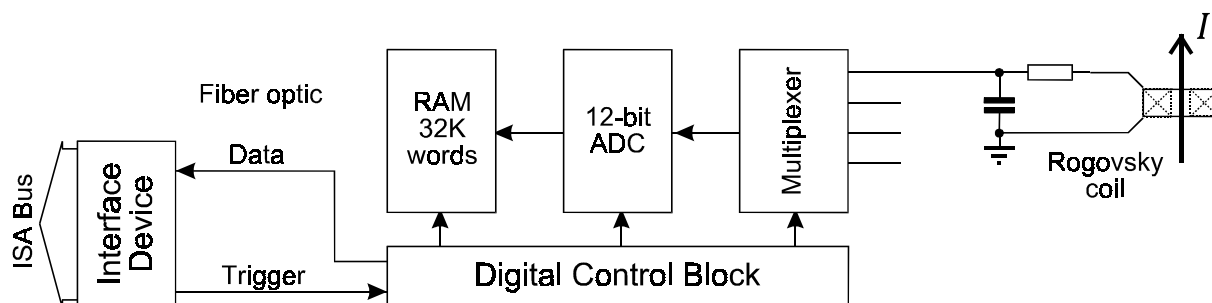 I
Fiber optic
RAM
32K
words
12-bit
ADC
Multiplexer
Data
Rogovsky
coil
ISA Bus
Interface
Device
Trigger
Digital Control Block